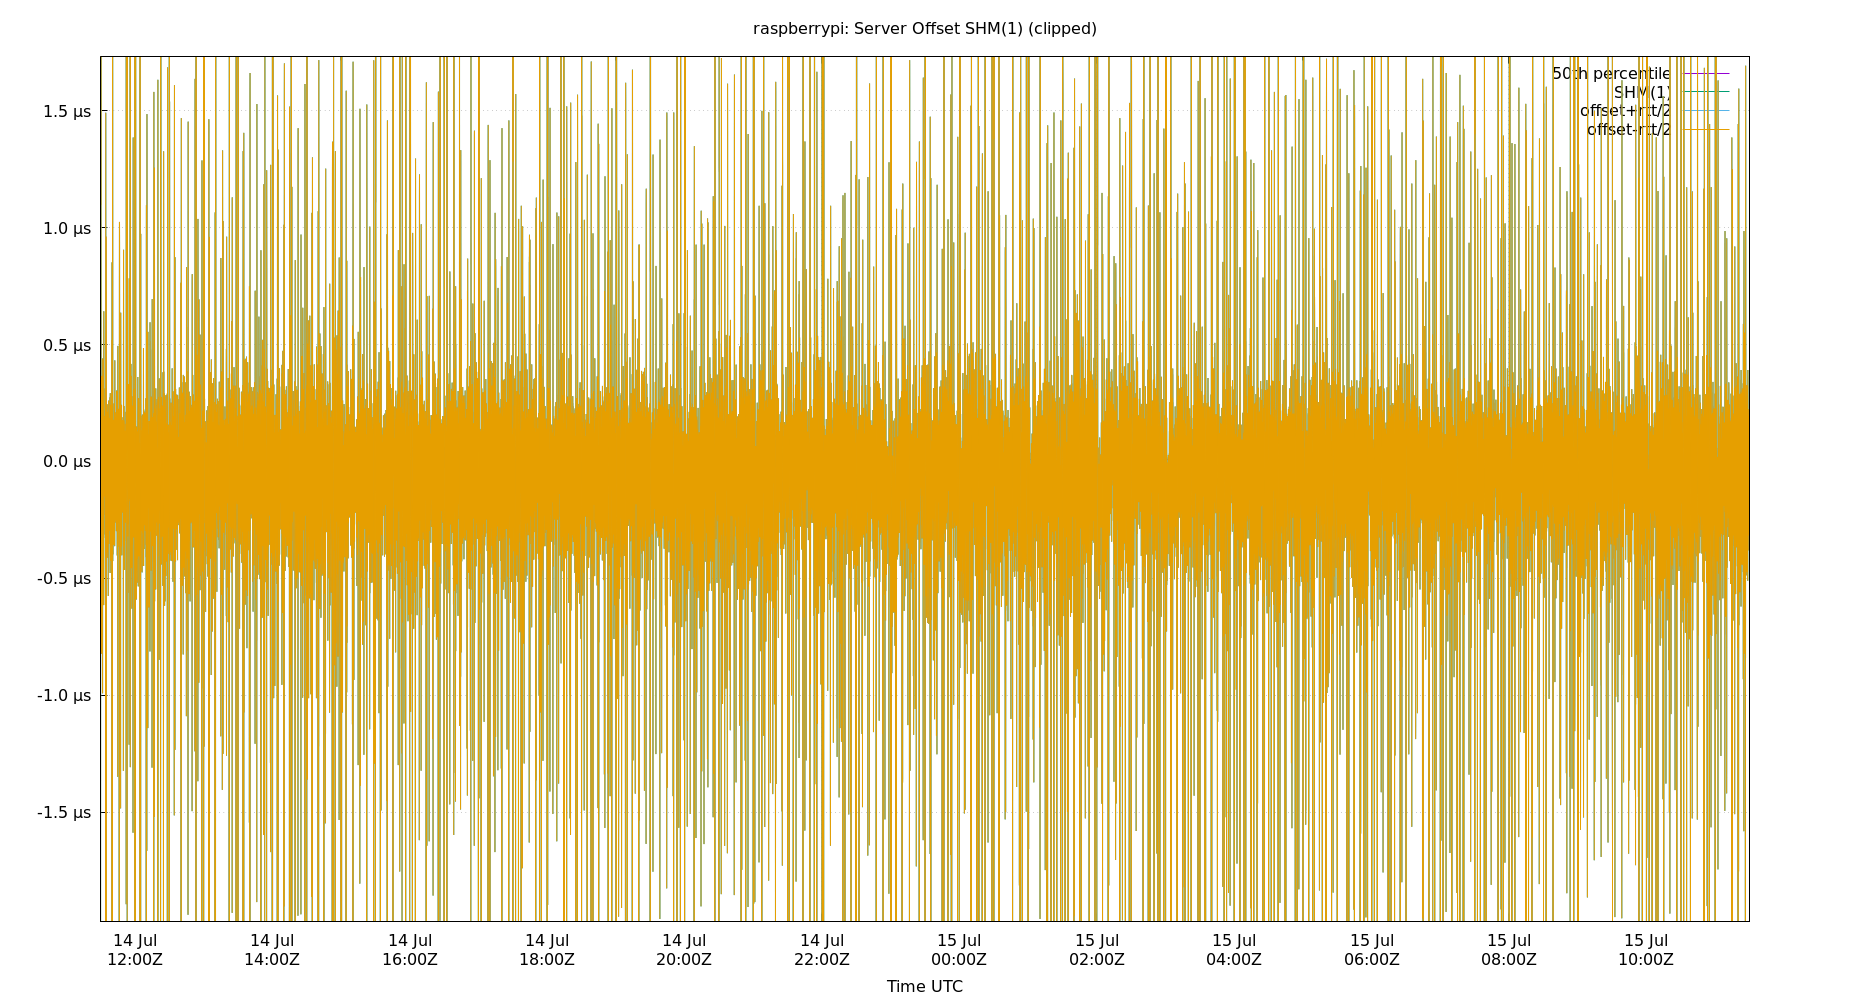 raspberrypi: Server Offset SHM(1) (clipped)
50th percentile
SHM(1)
offset+rtt/2
offset-rtt/2
1.5 µs
1.0 µs
0.5 µs
0.0 µs
-0.5 µs
-1.0 µs
-1.5 µs
14 Jul 14 Jul 14 Jul 14 Jul 14 Jul 14 Jul 15 Jul 15 Jul 15 Jul 15 Jul 15 Jul 15 Jul
12:00Z 14:00Z 16:00Z 18:00Z 20:00Z 22:00Z 00:00Z 02:00Z 04:00Z 06:00Z 08:00Z 10:00Z
Time UTC